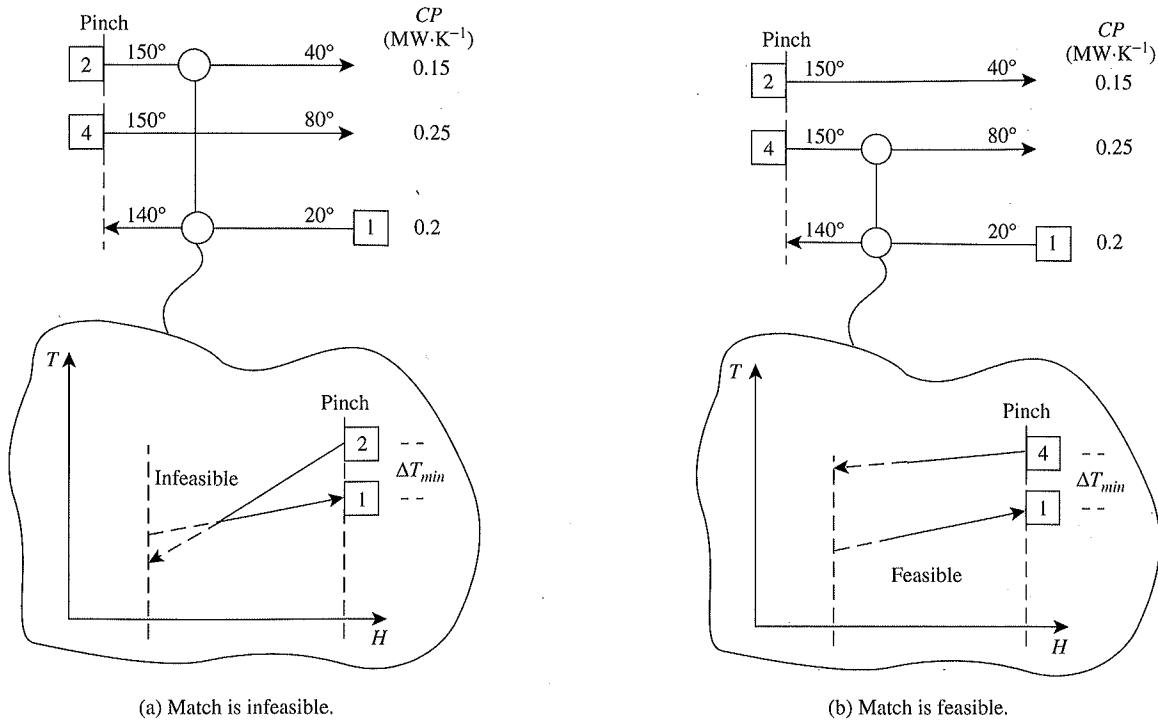 Pinch
CP
(MW·K⁻¹)
2 150° 40° 0.15
4 150° 80° 0.25
140° 20° 1 0.2
T
Pinch
2
Infeasible
ΔTmin
1
H
(a) Match is infeasible.
Pinch
CP
(MW·K⁻¹)
2 150° 40° 0.15
4 150° 80° 0.25
140° 20° 1 0.2
T
Pinch
4
ΔTmin
1
Feasible
H
(b) Match is feasible.